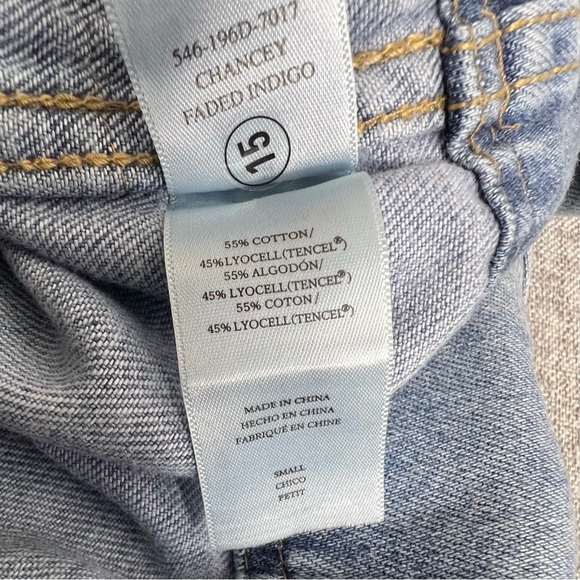 546-196D-7017
CHANCEY
FADED INDIGO
15
55% COTTON/
45% LYOCELL(TENCEL®)
55% ALGODÓN/
45% LYOCELL(TENCEL®)
55% COTON/
45% LYOCELL(TENCEL®)
MADE IN CHINA
HECHO EN CHINA
FABRIQUÉ EN CHINE
SMALL
CHICO
PETIT